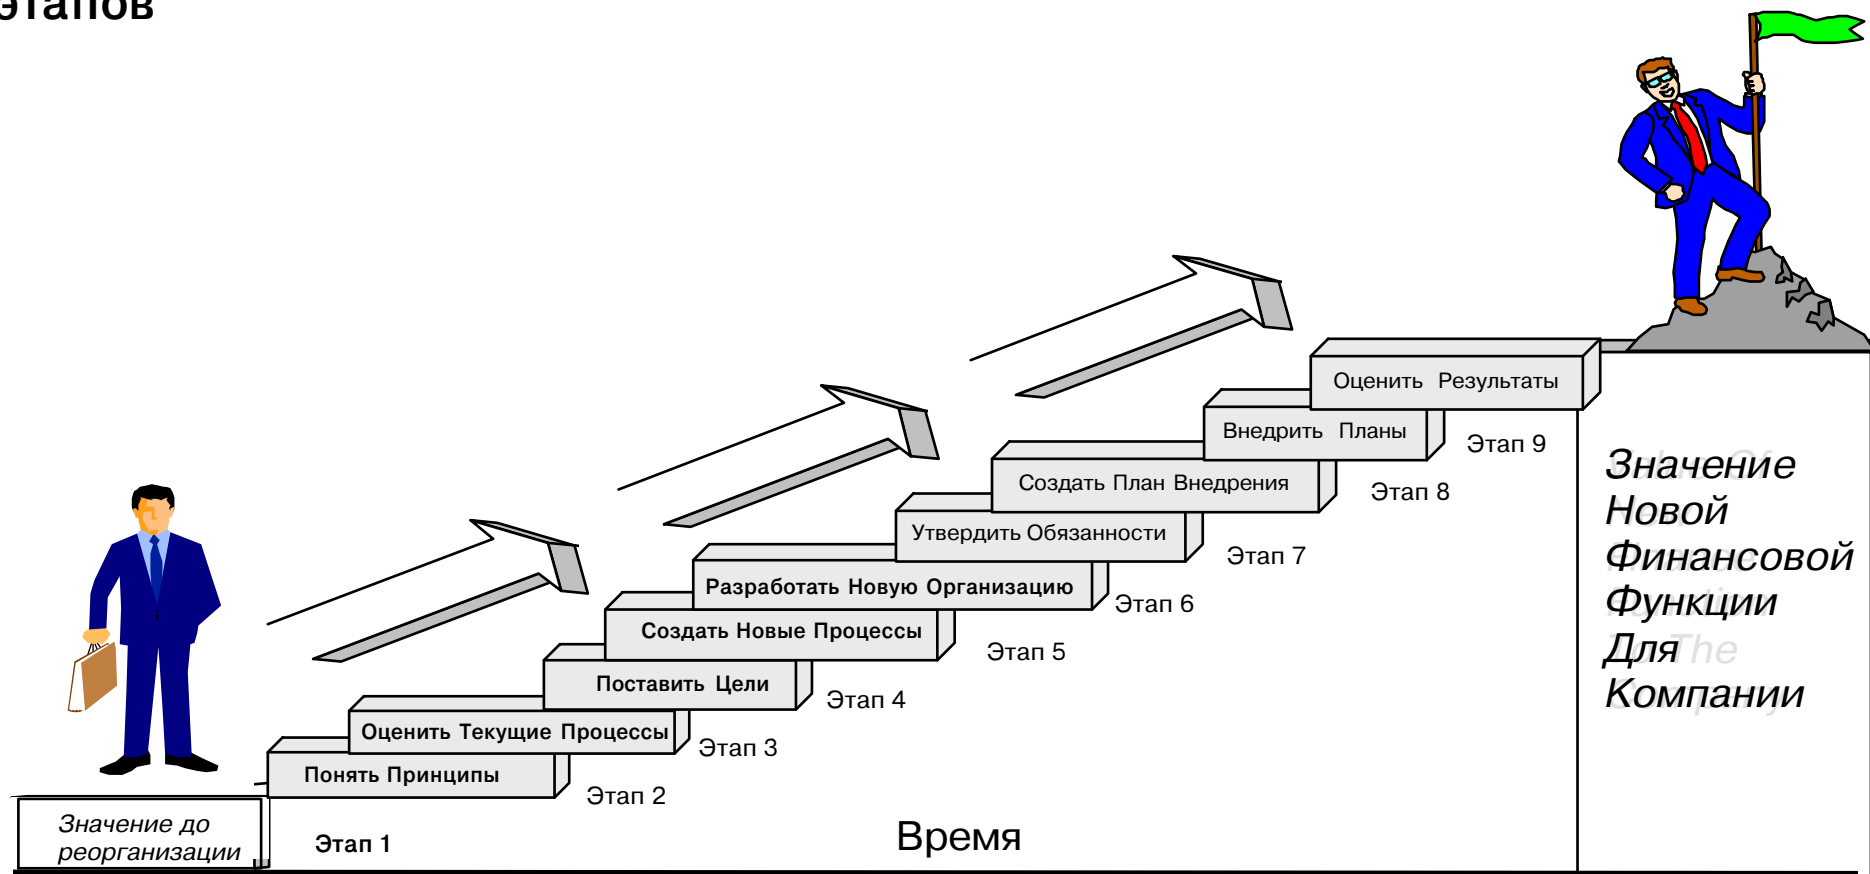 этапов
Оценить Результаты
Внедрить Планы
Этап 9
Создать План Внедрения
Этап 8
Утвердить Обязанности
Этап 7
Разработать Новую Организацию
Этап 6
Создать Новые Процессы
Этап 5
Поставить Цели
Этап 4
Оценить Текущие Процессы
Этап 3
Понять Принципы
Этап 2
Значение до
реорганизации
Этап 1
Время
Значение
Новой
Финансовой
Функции
Для
Компании